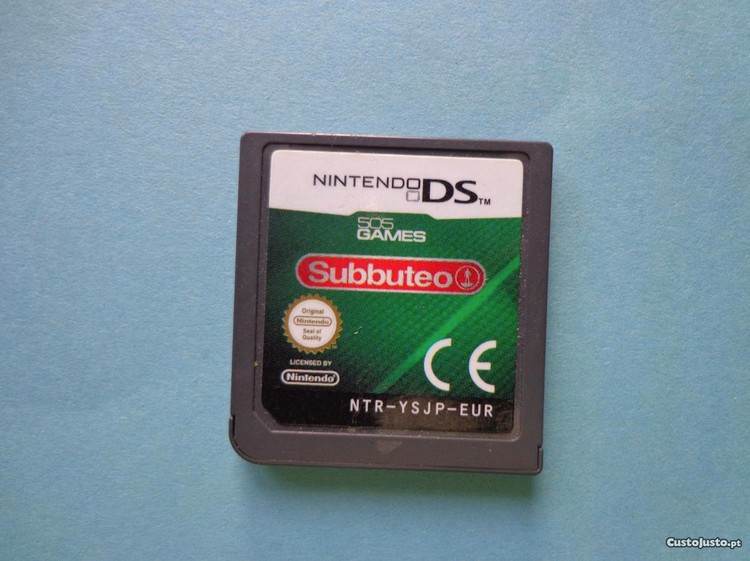 NINTENDO DS TM
505
GAMES
Subbuteo
Original
Nintendo
Seal of
Quality
LICENSED BY
Nintendo
CE
NTR-YSJP-EUR
CustoJusto.pt